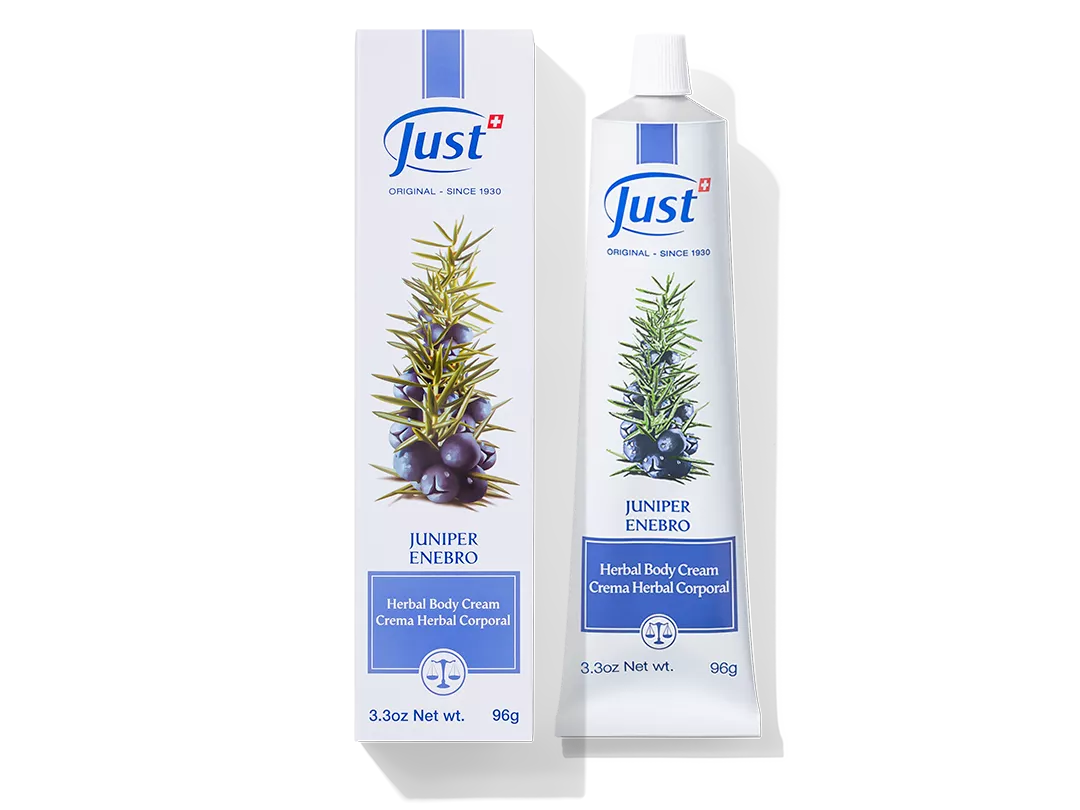 Just
ORIGINAL - SINCE 1930
JUNIPER
ENEBRO
Herbal Body Cream
Crema Herbal Corporal
3.3oz Net wt. 96g
Just
ORIGINAL - SINCE 1930
JUNIPER
ENEBRO
Herbal Body Cream
Crema Herbal Corporal
3.3oz Net wt. 96g